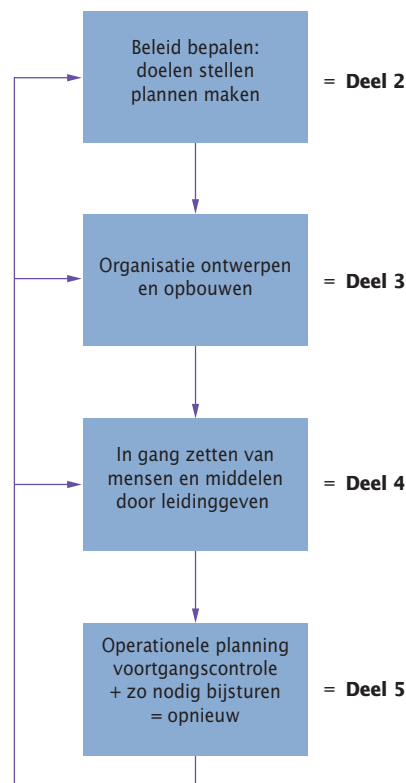 Beleid bepalen:
doelen stellen
plannen maken
= Deel 2
Organisatie ontwerpen
en opbouwen
= Deel 3
In gang zetten van
mensen en middelen
door leidinggeven
= Deel 4
Operationele planning
voortgangscontrole
+ zo nodig bijsturen
= opnieuw
= Deel 5